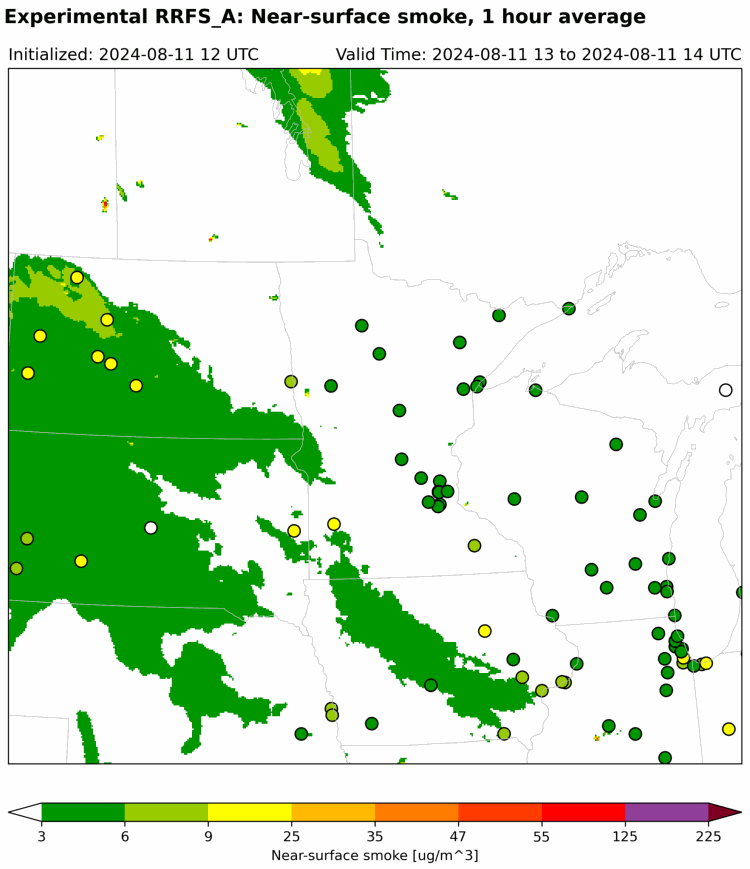 Experimental RRFS_A: Near-surface smoke, 1 hour average
Initialized: 2024-08-11 12 UTC Valid Time: 2024-08-11 13 to 2024-08-11 14 UTC
3 6 9 25 35 47 55 125 225
Near-surface smoke [ug/m^3]